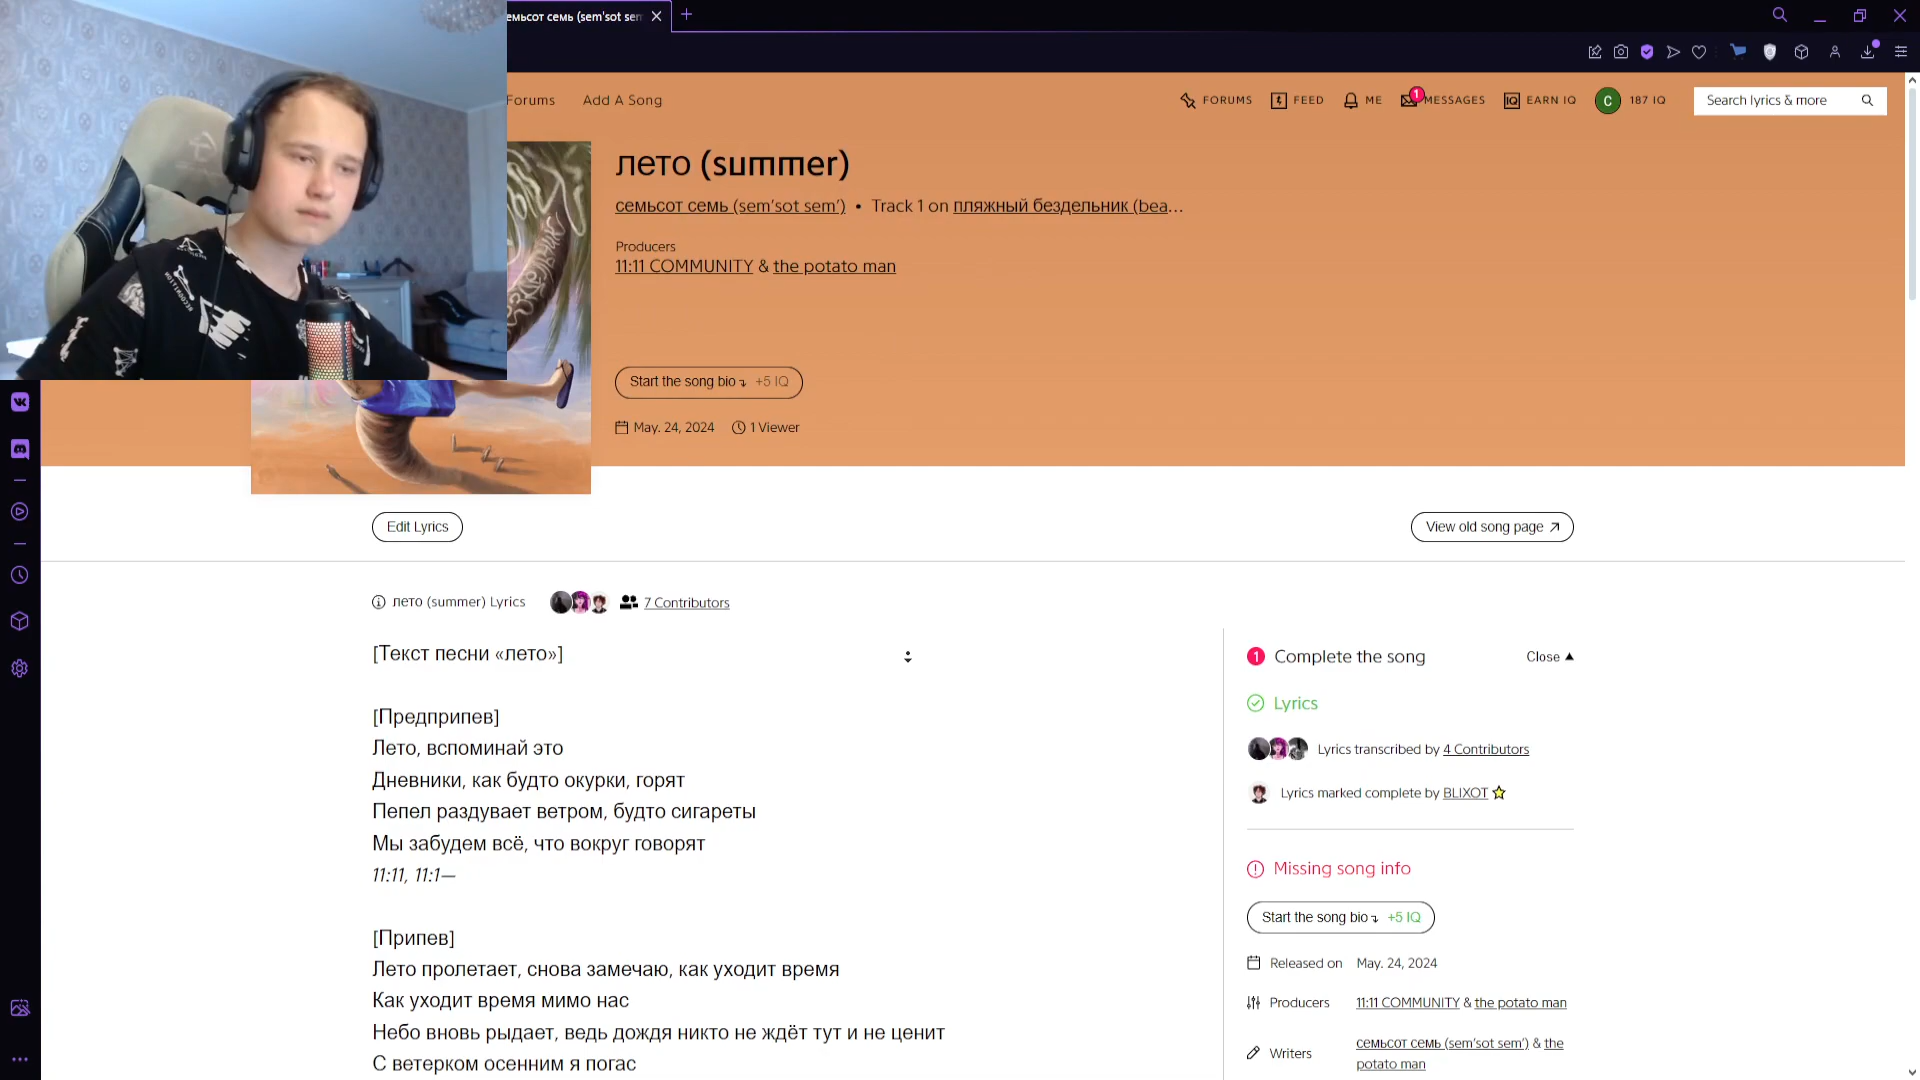 емьсот семь (sem'sot sem
Forums
Add A Song
FORUMS
FEED
ME
1
MESSAGES
IQ
EARN IQ
C
187 IQ
Search lyrics & more
лето (summer)
семьсот семь (sem'sot sem') • Track 1 on пляжный бездельник (bea…
Producers
11:11 COMMUNITY & the potato man
Start the song bio +5 IQ
May. 24, 2024
1 Viewer
Edit Lyrics
View old song page
лето (summer) Lyrics
7 Contributors
[Текст песни «лето»]
[Предприпев]
Лето, вспоминай это
Дневники, как будто окурки, горят
Пепел раздувает ветром, будто сигареты
Мы забудем всё, что вокруг говорят
11:11, 11:1—
[Припев]
Лето пролетает, снова замечаю, как уходит время
Как уходит время мимо нас
Небо вновь рыдает, ведь дождя никто не ждёт тут и не ценит
С ветерком осенним я погас
1 Complete the song
Close
Lyrics
Lyrics transcribed by 4 Contributors
Lyrics marked complete by BLIXOT
Missing song info
Start the song bio +5 IQ
Released on May. 24, 2024
Producers 11:11 COMMUNITY & the potato man
Writers семьсот семь (sem'sot sem') & the
potato man